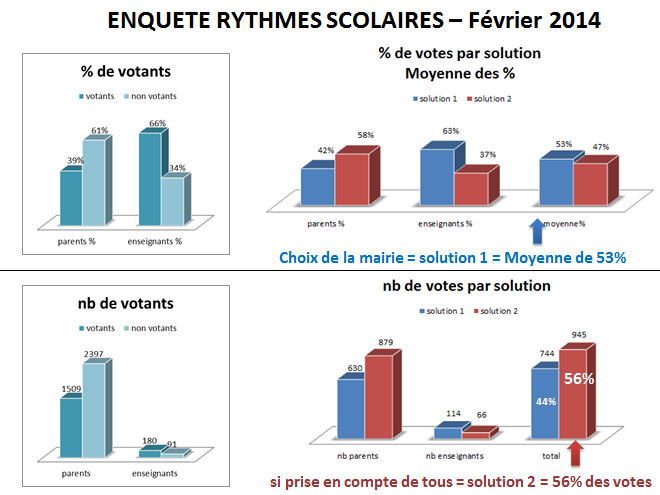 ENQUETE RYTHMES SCOLAIRES – Février 2014
% de votants
votants non votants
39% 61% 66% 34%
parents % enseignants %
% de votes par solution
Moyenne des %
solution 1 solution 2
42% 58% 63% 37% 53% 47%
parents % enseignants % moyenne%
Choix de la mairie = solution 1 = Moyenne de 53%
nb de votants
votants non votants
1509 2397 180 91
parents enseignants
nb de votes par solution
solution 1 solution 2
630 879 114 66 744 945
44% 56%
nb parents nb enseignants total
si prise en compte de tous = solution 2 = 56% des votes